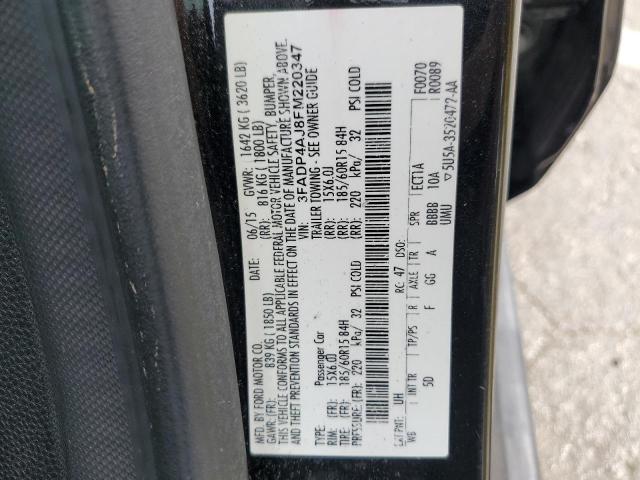 MFD. BY FORD MOTOR CO.
DATE: 06/15 GVWR: 1642 KG ( 3620 LB)
GAWR: (FR): 839 KG ( 1850 LB) (RR): 816 KG ( 1800 LB)
THIS VEHICLE CONFORMS TO ALL APPLICABLE FEDERAL MOTOR VEHICLE SAFETY, BUMPER,
AND THEFT PREVENTION STANDARDS IN EFFECT ON THE DATE OF MANUFACTURE SHOWN ABOVE.
VIN: 3FADP4AJ8FM220347
TYPE: Passenger Car TRAILER TOWING - SEE OWNER GUIDE
RIM: (FR): 15X6.0J (RR): 15X6.0J
TIRE: (FR): 185/60R15 84H (RR): 185/60R15 84H
PRESSURE: (FR): 220 kPa/ 32 PSI COLD (RR): 220 kPa/ 32 PSI COLD
EXT PNT: UH RC: 47 DSO: F0070
WB INT TR TP/PS R AXLE TR SPR ECT1A R0089
5D F GG A BBBB 10A
UMU ▽5U5A-3520472-AA